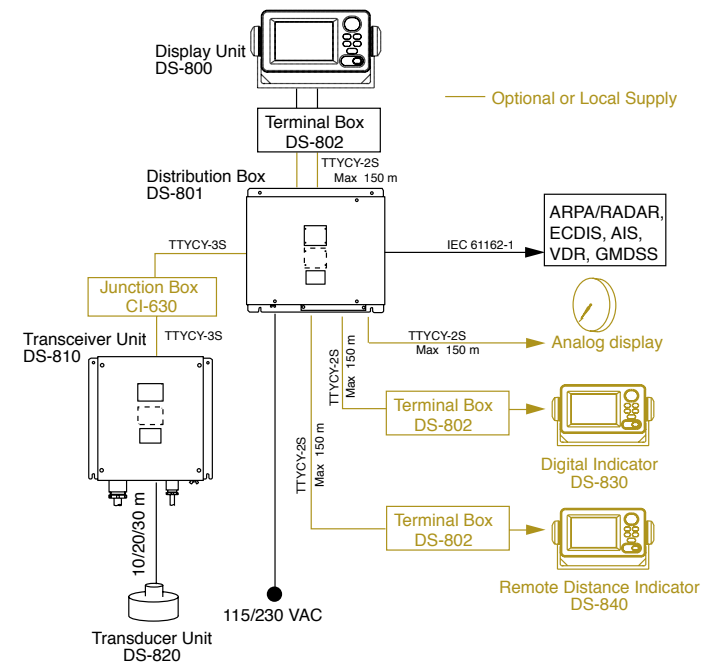 Display Unit
DS-800
Optional or Local Supply
Terminal Box
DS-802
TTYCY-2S
Max 150 m
Distribution Box
DS-801
ARPA/RADAR,
ECDIS, AIS,
VDR, GMDSS
IEC 61162-1
TTYCY-3S
Junction Box
CI-630
TTYCY-3S
Transceiver Unit
DS-810
TTYCY-2S
Max 150 m
Analog display
TTYCY-2S
Max 150 m
Terminal Box
DS-802
Digital Indicator
DS-830
TTYCY-2S
Max 150 m
Terminal Box
DS-802
Remote Distance Indicator
DS-840
10/20/30 m
115/230 VAC
Transducer Unit
DS-820